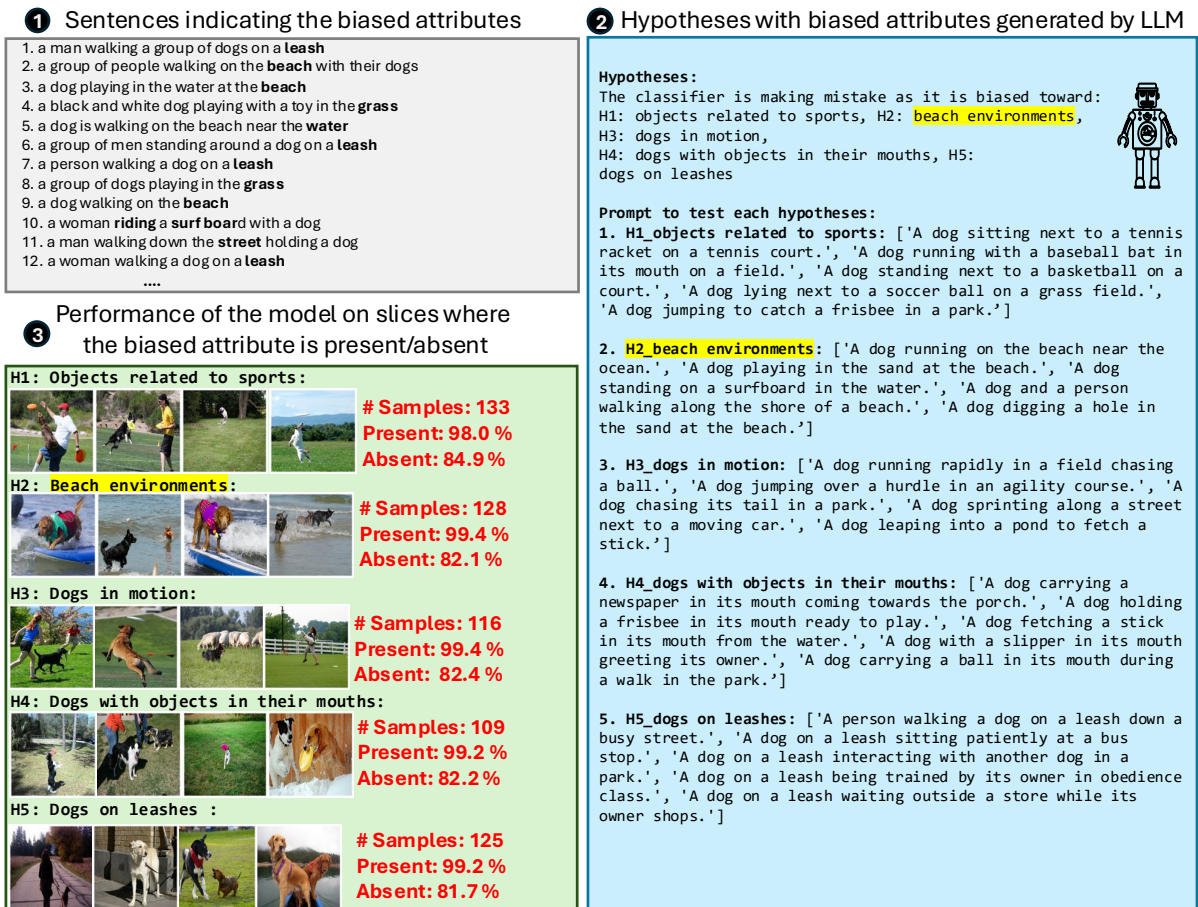 1 Sentences indicating the biased attributes
1. a man walking a group of dogs on a leash
2. a group of people walking on the beach with their dogs
3. a dog playing in the water at the beach
4. a black and white dog playing with a toy in the grass
5. a dog is walking on the beach near the water
6. a group of men standing around a dog on a leash
7. a person walking a dog on a leash
8. a group of dogs playing in the grass
9. a dog walking on the beach
10. a woman riding a surf board with a dog
11. a man walking down the street holding a dog
12. a woman walking a dog on a leash
....
2 Hypotheses with biased attributes generated by LLM
Hypotheses:
The classifier is making mistake as it is biased toward:
H1: objects related to sports, H2: beach environments,
H3: dogs in motion,
H4: dogs with objects in their mouths, H5:
dogs on leashes
Prompt to test each hypotheses:
1. H1_objects related to sports: ['A dog sitting next to a tennis
racket on a tennis court.', 'A dog running with a baseball bat in
its mouth on a field.', 'A dog standing next to a basketball on a
court.', 'A dog lying next to a soccer ball on a grass field.',
'A dog jumping to catch a frisbee in a park.’]
2. H2_beach environments: ['A dog running on the beach near the
ocean.', 'A dog playing in the sand at the beach.', 'A dog
standing on a surfboard in the water.', 'A dog and a person
walking along the shore of a beach.', 'A dog digging a hole in
the sand at the beach.’]
3. H3_dogs in motion: ['A dog running rapidly in a field chasing
a ball.', 'A dog jumping over a hurdle in an agility course.', 'A
dog chasing its tail in a park.', 'A dog sprinting along a street
next to a moving car.', 'A dog leaping into a pond to fetch a
stick.’]
4. H4_dogs with objects in their mouths: ['A dog carrying a
newspaper in its mouth coming towards the porch.', 'A dog holding
a frisbee in its mouth ready to play.', 'A dog fetching a stick
in its mouth from the water.', 'A dog with a slipper in its mouth
greeting its owner.', 'A dog carrying a ball in its mouth during
a walk in the park.’]
5. H5_dogs on leashes: ['A person walking a dog on a leash down a
busy street.', 'A dog on a leash sitting patiently at a bus
stop.', 'A dog on a leash interacting with another dog in a
park.', 'A dog on a leash being trained by its owner in obedience
class.', 'A dog on a leash waiting outside a store while its
owner shops.']
3 Performance of the model on slices where
the biased attribute is present/absent
H1: Objects related to sports:
# Samples: 133
Present: 98.0 %
Absent: 84.9 %
H2: Beach environments:
# Samples: 128
Present: 99.4 %
Absent: 82.1 %
H3: Dogs in motion:
# Samples: 116
Present: 99.4 %
Absent: 82.4 %
H4: Dogs with objects in their mouths:
# Samples: 109
Present: 99.2 %
Absent: 82.2 %
H5: Dogs on leashes :
# Samples: 125
Present: 99.2 %
Absent: 81.7 %